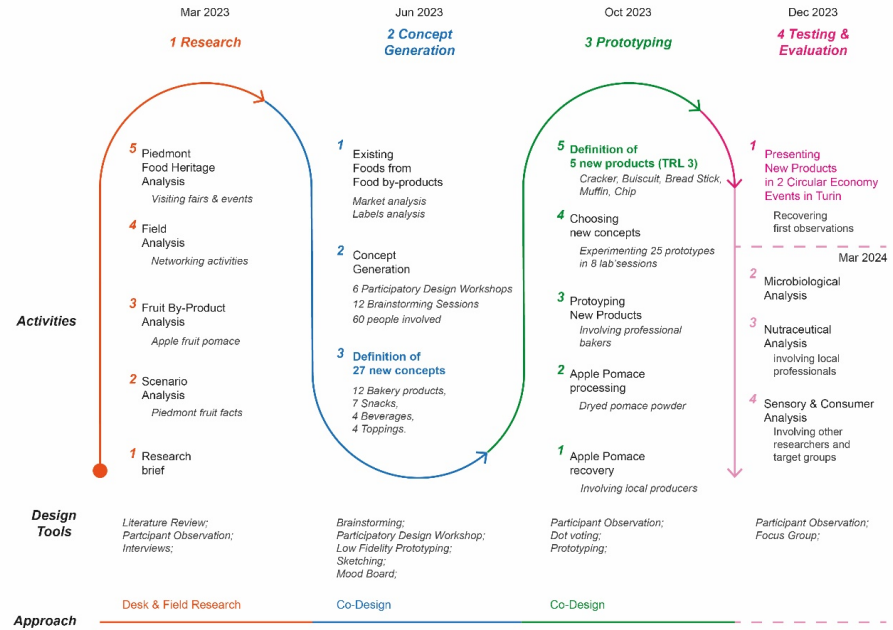 Mar 2023
Jun 2023
Oct 2023
Dec 2023
1 Research
2 Concept
Generation
3 Prototyping
4 Testing &
Evaluation
Activities
5 Piedmont
Food Heritage
Analysis
Visiting fairs & events
4 Field
Analysis
Networking activities
3 Fruit By-Product
Analysis
Apple fruit pomace
2 Scenario
Analysis
Piedmont fruit facts
1 Research
brief
1 Existing
Foods from
Food by-products
Market analysis
Labels analysis
2 Concept
Generation
6 Participatory Design Workshops
12 Brainstorming Sessions
60 people involved
3 Definition of
27 new concepts
12 Bakery products,
7 Snacks,
4 Beverages,
4 Toppings.
5 Definition of
5 new products (TRL 3)
Cracker, Buiscuit, Bread Stick,
Muffin, Chip
4 Choosing
new concepts
Experimenting 25 prototypes
in 8 lab'sessions
3 Protoyping
New Products
Involving professional
bakers
2 Apple Pomace
processing
Dryed pomace powder
1 Apple Pomace
recovery
Involving local producers
1 Presenting
New Products
in 2 Circular Economy
Events in Turin
Recovering
first observations
Mar 2024
2 Microbiological
Analysis
3 Nutraceutical
Analysis
involving local
professionals
4 Sensory & Consumer
Analysis
Involving other
researchers and
target groups
Design
Tools
Literature Review;
Partcipant Observation;
Interviews;
Brainstorming;
Participatory Design Workshop;
Low Fidelity Prototyping;
Sketching;
Mood Board;
Participant Observation;
Dot voting;
Prototyping;
Participant Observation;
Focus Group;
Approach
Desk & Field Research
Co-Design
Co-Design